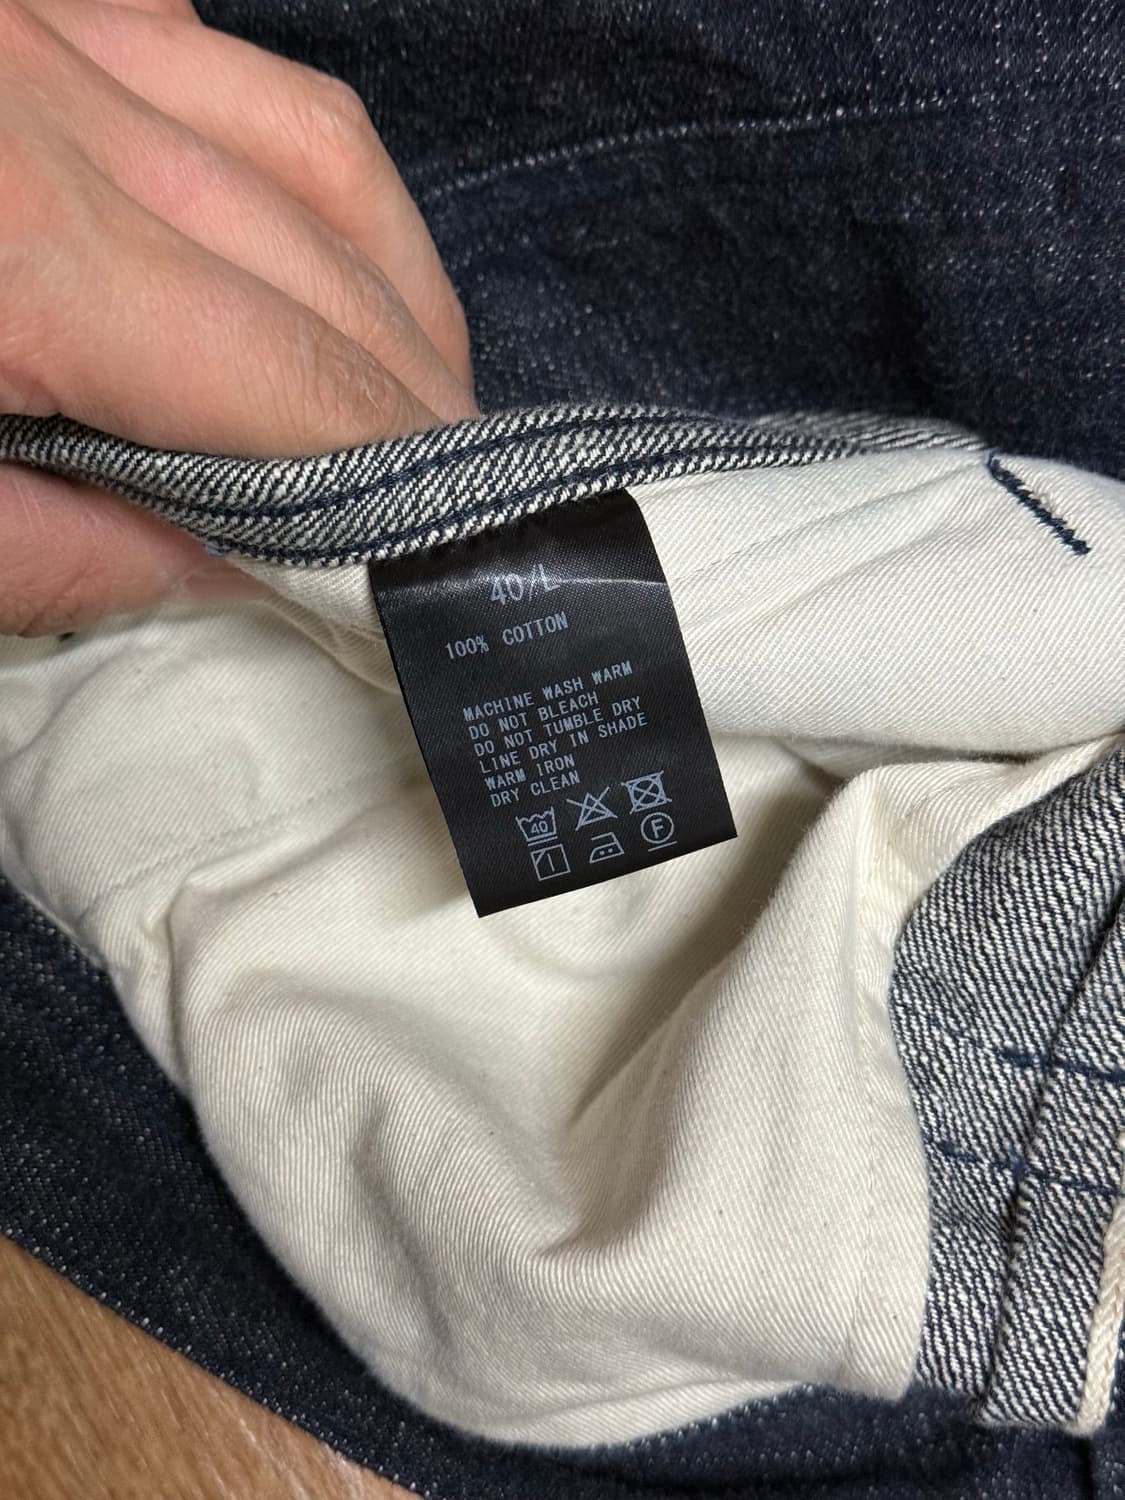 40/L
100% COTTON
MACHINE WASH WARM
DO NOT BLEACH
DO NOT TUMBLE DRY
LINE DRY IN SHADE
WARM IRON
DRY CLEAN
40
F